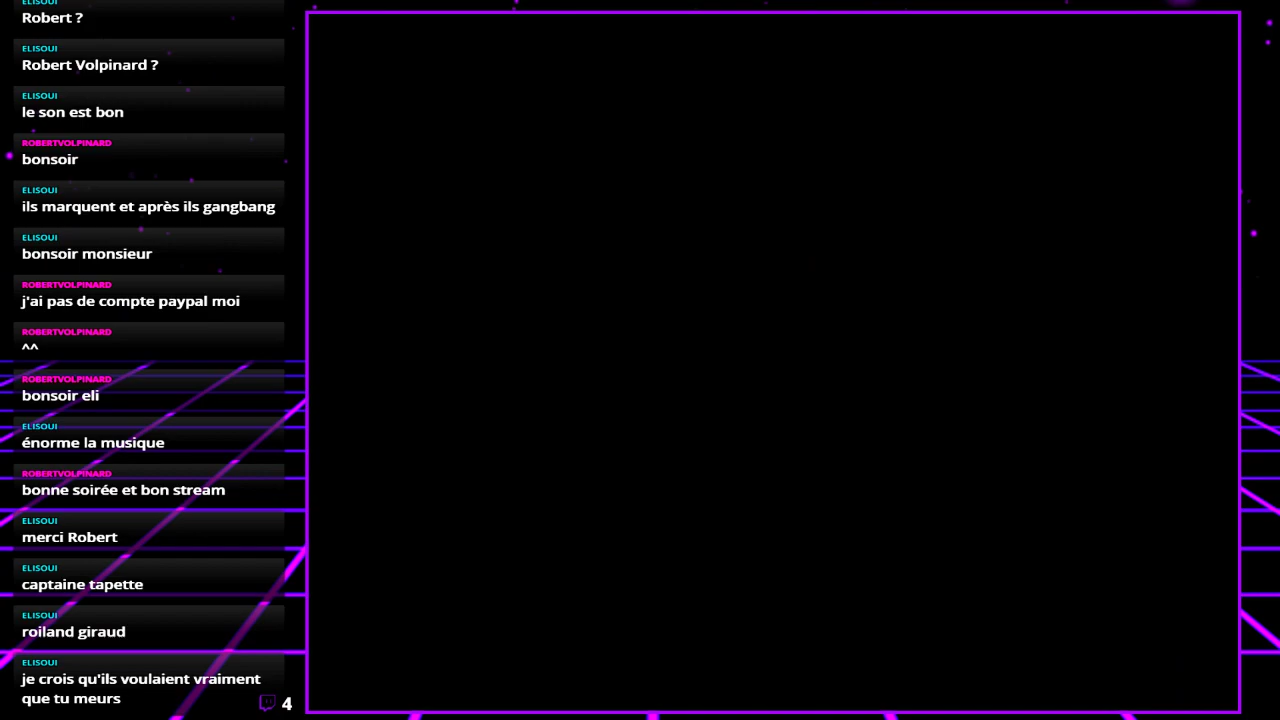 ELISOUI
Robert ?
ELISOUI
Robert Volpinard ?
ELISOUI
le son est bon
ROBERTVOLPINARD
bonsoir
ELISOUI
ils marquent et après ils gangbang
ELISOUI
bonsoir monsieur
ROBERTVOLPINARD
j'ai pas de compte paypal moi
ROBERTVOLPINARD
^^
ROBERTVOLPINARD
bonsoir eli
ELISOUI
énorme la musique
ROBERTVOLPINARD
bonne soirée et bon stream
ELISOUI
merci Robert
ELISOUI
captaine tapette
ELISOUI
roiland giraud
ELISOUI
je crois qu'ils voulaient vraiment
que tu meurs
4